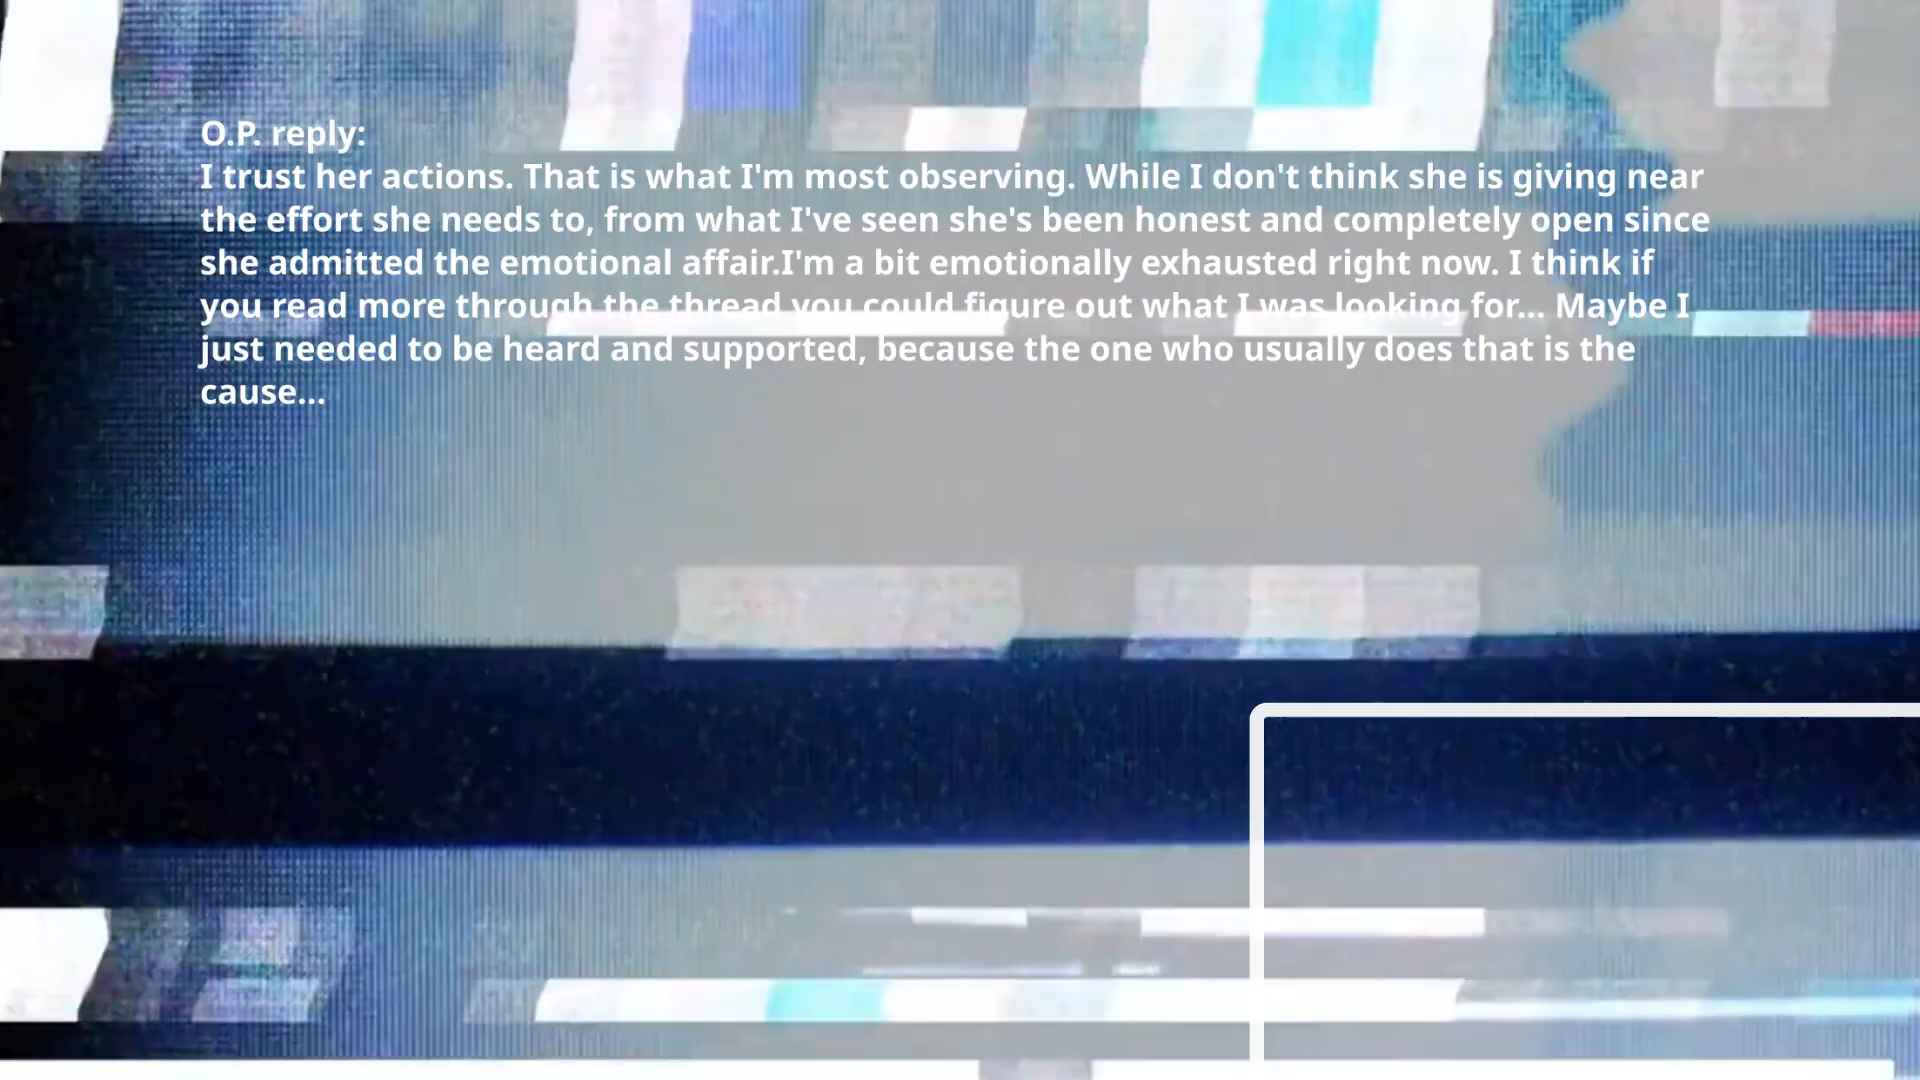 O.P. reply:
I trust her actions. That is what I'm most observing. While I don't think she is giving near
the effort she needs to, from what I've seen she's been honest and completely open since
she admitted the emotional affair.I'm a bit emotionally exhausted right now. I think if
you read more through the thread you could figure out what I was looking for... Maybe I
just needed to be heard and supported, because the one who usually does that is the
cause...